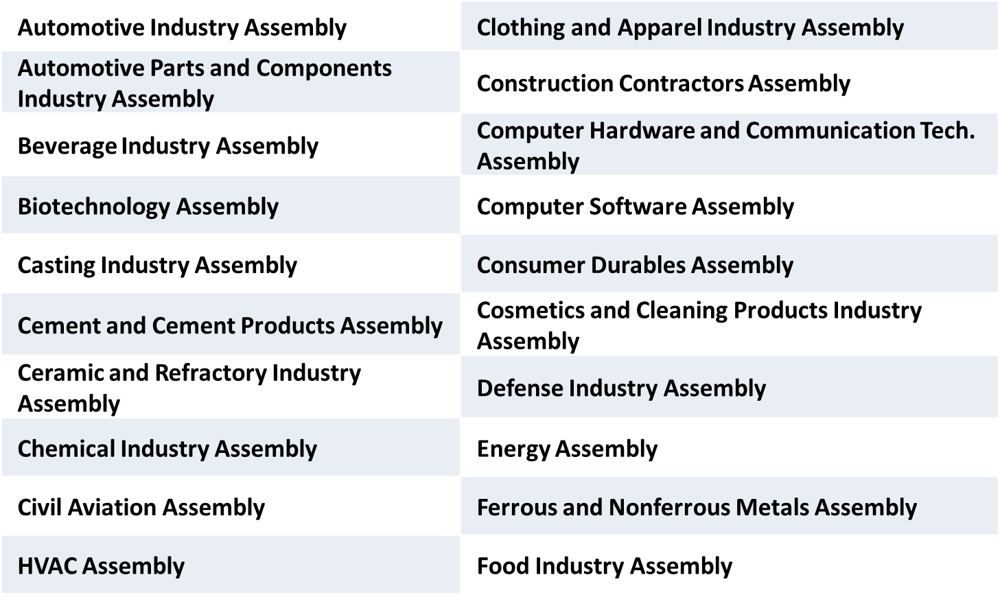 Automotive Industry Assembly
Automotive Parts and Components
Industry Assembly
Beverage Industry Assembly
Biotechnology Assembly
Casting Industry Assembly
Cement and Cement Products Assembly
Ceramic and Refractory Industry
Assembly
Chemical Industry Assembly
Civil Aviation Assembly
HVAC Assembly
Clothing and Apparel Industry Assembly
Construction Contractors Assembly
Computer Hardware and Communication Tech.
Assembly
Computer Software Assembly
Consumer Durables Assembly
Cosmetics and Cleaning Products Industry
Assembly
Defense Industry Assembly
Energy Assembly
Ferrous and Nonferrous Metals Assembly
Food Industry Assembly